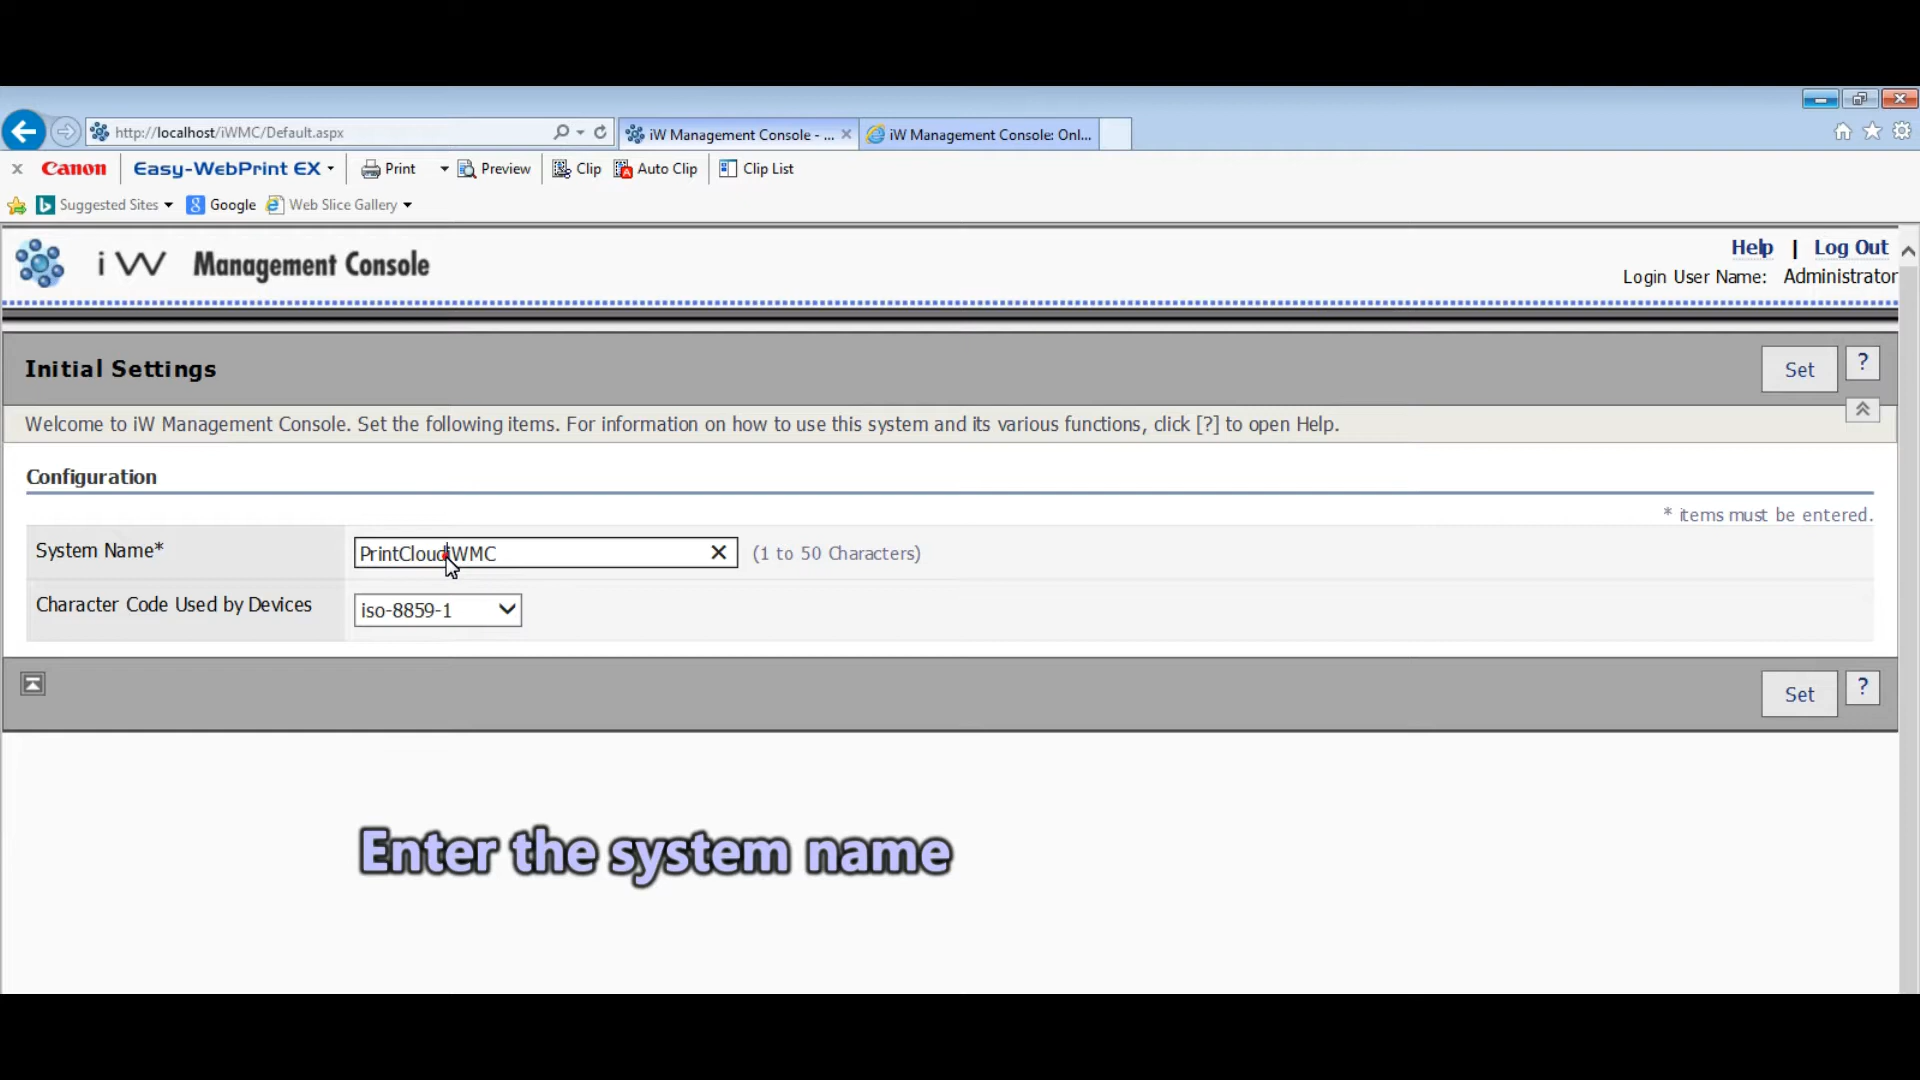 http://localhost/iWMC/Default.aspx
iW Management Console - ...
iW Management Console: Onl...
x Canon Easy-WebPrint EX Print Preview Clip Auto Clip Clip List
Suggested Sites Google Web Slice Gallery
iW Management Console
Help | Log Out
Login User Name: Administrator
Initial Settings
Set ?
Welcome to iW Management Console. Set the following items. For information on how to use this system and its various functions, click [?] to open Help.
Configuration
* items must be entered.
System Name* PrintCloudiWMC (1 to 50 Characters)
Character Code Used by Devices iso-8859-1
Set ?
Enter the system name